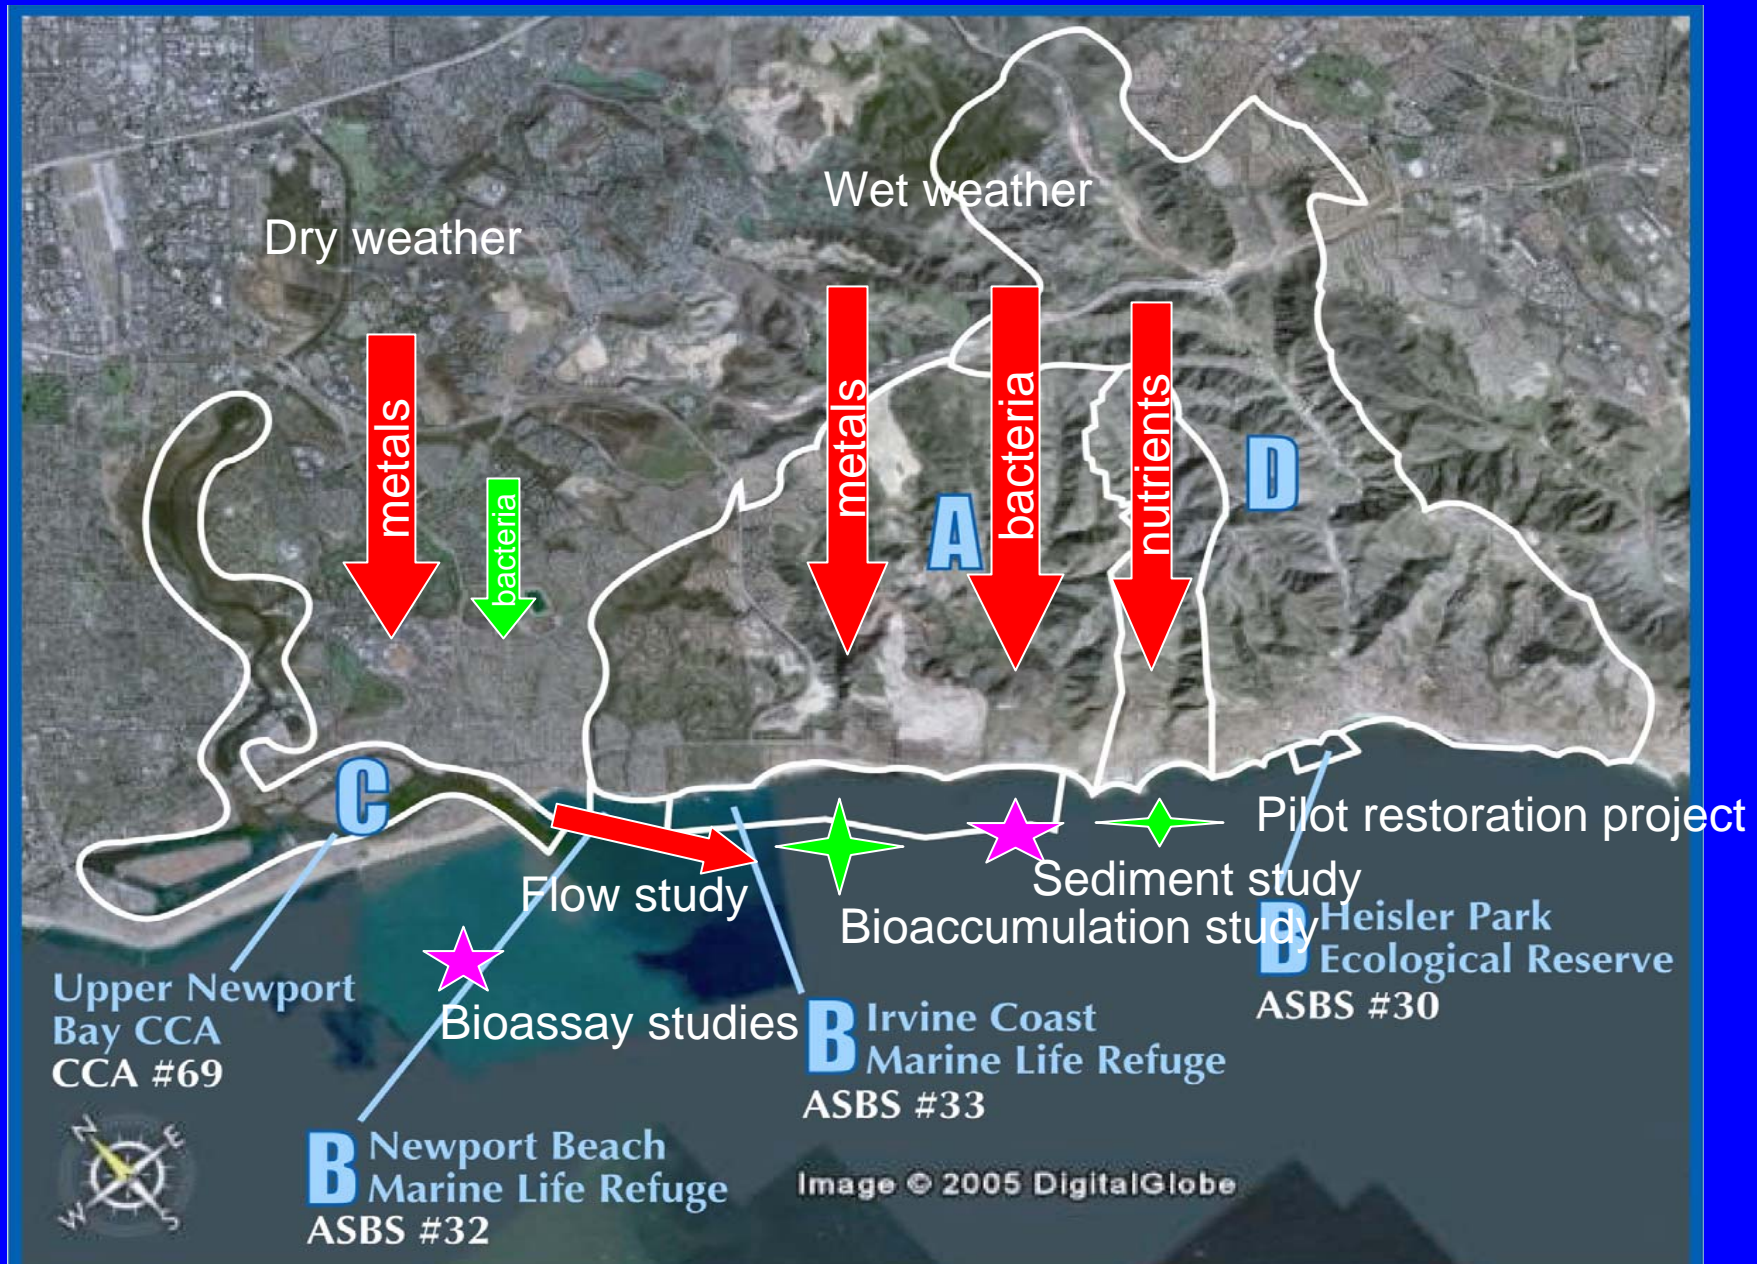 Wet weather
Dry weather
metals
bacteria
metals
bacteria
nutrients
A
D
C
Pilot restoration project
Sediment study
Flow study
Bioaccumulation study
B Heisler Park
Ecological Reserve
ASBS #30
Upper Newport
Bay CCA
CCA #69
Bioassay studies
B Irvine Coast
Marine Life Refuge
ASBS #33
N
E
W
S
B Newport Beach
Marine Life Refuge
ASBS #32
Image © 2005 DigitalGlobe